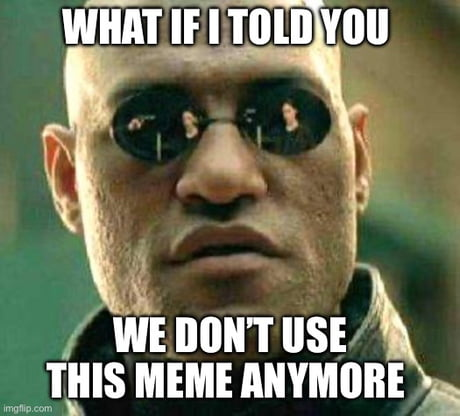 WHAT IF I TOLD YOU
WE DON'T USE
THIS MEME ANYMORE
imgflip.com